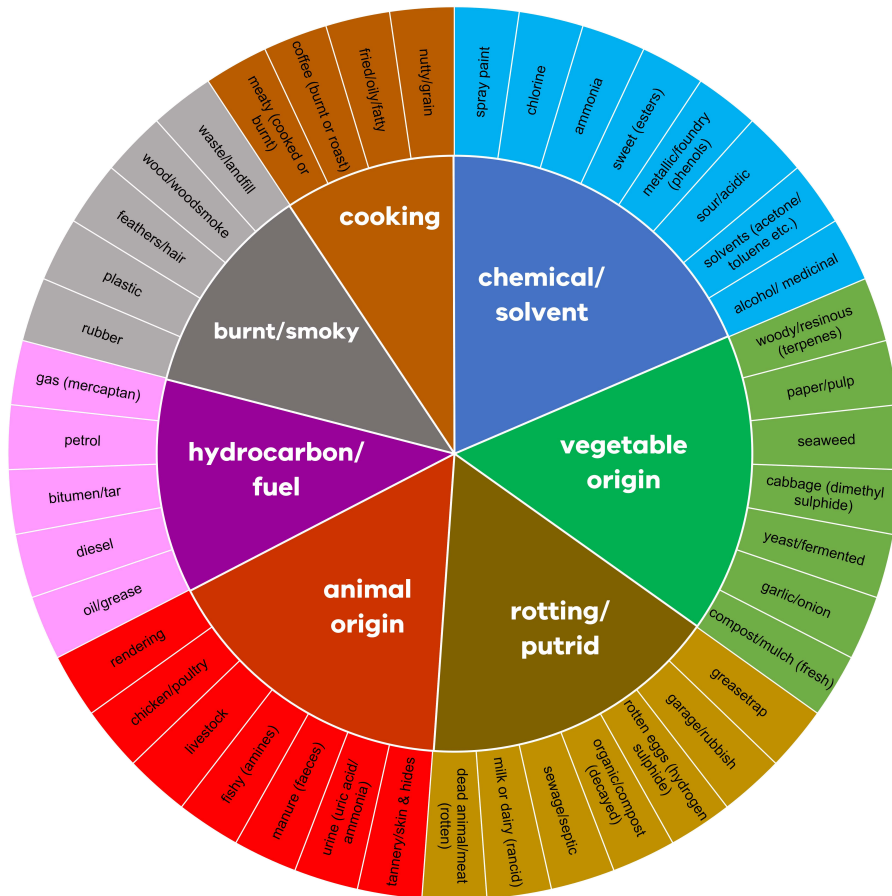 cooking
nutty/grain
fried/oily/fatty
coffee (burnt or roast)
meaty (cooked or
burnt)
chemical/
solvent
spray paint
chlorine
ammonia
sweet (esters)
metallic/foundry
(phenols)
sour/acidic
solvents (acetone/
toluene etc.)
alcohol/ medicinal
vegetable
origin
woody/resinous
(terpenes)
paper/pulp
seaweed
cabbage (dimethyl
sulphide)
yeast/fermented
garlic/onion
compost/mulch (fresh)
rotting/
putrid
greasetrap
garage/rubbish
rotten eggs (hydrogen
sulphide)
organic/compost
(decayed)
sewage/septic
milk or dairy (rancid)
dead animal/meat
(rotten)
animal
origin
tannery/skin & hides
urine (uric acid/
ammonia)
manure (faeces)
fishy (amines)
livestock
chicken/poultry
rendering
hydrocarbon/
fuel
oil/grease
diesel
bitumen/tar
petrol
gas (mercaptan)
burnt/smoky
rubber
plastic
feathers/hair
wood/woodsmoke
waste/landfill